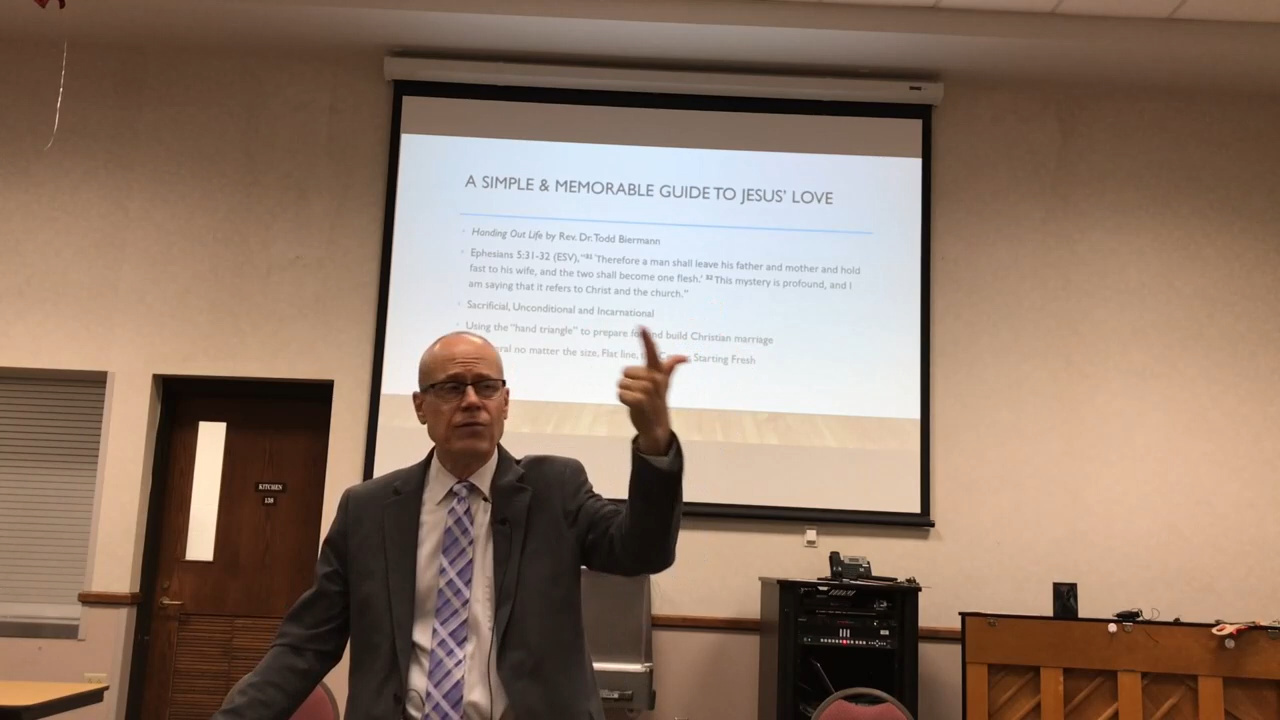 A SIMPLE & MEMORABLE GUIDE TO JESUS' LOVE
Handing Out Life by Rev. Dr. Todd Biermann
Ephesians 5:31-32 (ESV), "31 'Therefore a man shall leave his father and mother and hold
fast to his wife, and the two shall become one flesh.' 32 This mystery is profound, and I
am saying that it refers to Christ and the church."
Sacrificial, Unconditional and Incarnational
Using the "hand triangle" to prepare for and build Christian marriage
no matter the size, Flat line, Starting Fresh
KITCHEN
138